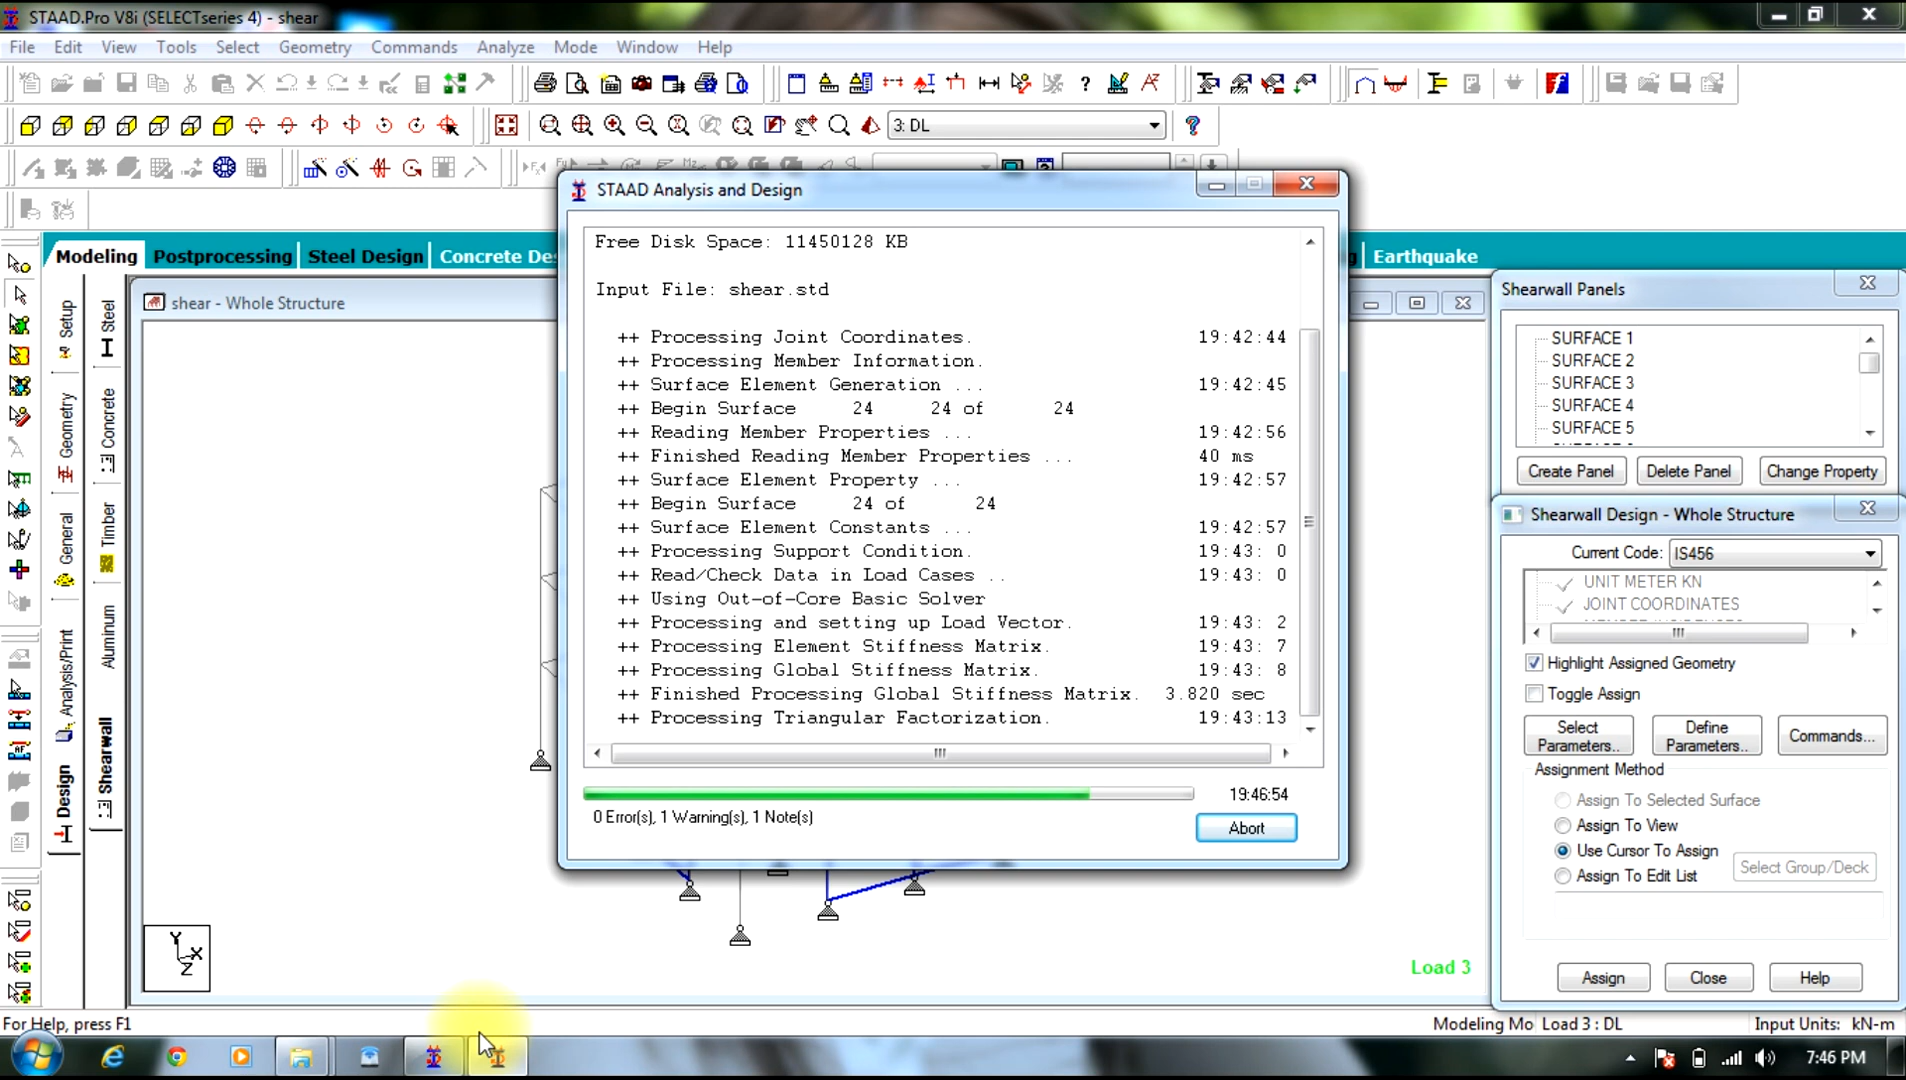 STAAD.Pro V8i (SELECTseries 4) - shear
File Edit View Tools Select Geometry Commands Analyze Mode Window Help
3: DL
Modeling Postprocessing Steel Design Concrete Des Earthquake
shear - Whole Structure
Setup
Geometry
General
Analysis/Print
Design
Steel
Concrete
Timber
Aluminum
Shearwall
STAAD Analysis and Design
Free Disk Space: 11450128 KB
Input File: shear.std
++ Processing Joint Coordinates. 19:42:44
++ Processing Member Information.
++ Surface Element Generation ... 19:42:45
++ Begin Surface 24 24 of 24
++ Reading Member Properties ... 19:42:56
++ Finished Reading Member Properties ... 40 ms
++ Surface Element Property ... 19:42:57
++ Begin Surface 24 of 24
++ Surface Element Constants ... 19:42:57
++ Processing Support Condition. 19:43: 0
++ Read/Check Data in Load Cases .. 19:43: 0
++ Using Out-of-Core Basic Solver
++ Processing and setting up Load Vector. 19:43: 2
++ Processing Element Stiffness Matrix. 19:43: 7
++ Processing Global Stiffness Matrix. 19:43: 8
++ Finished Processing Global Stiffness Matrix. 3.820 sec
++ Processing Triangular Factorization. 19:43:13
19:46:54
0 Error(s), 1 Warning(s), 1 Note(s)
Abort
Y
X
Z
Load 3
Shearwall Panels
SURFACE 1
SURFACE 2
SURFACE 3
SURFACE 4
SURFACE 5
Create Panel Delete Panel Change Property
Shearwall Design - Whole Structure
Current Code: IS456
UNIT METER KN
JOINT COORDINATES
Highlight Assigned Geometry
Toggle Assign
Select Parameters.. Define Parameters.. Commands...
Assignment Method
Assign To Selected Surface
Assign To View
Use Cursor To Assign
Assign To Edit List
Select Group/Deck
Assign Close Help
For Help, press F1
Modeling Mo Load 3 : DL Input Units: kN-m
7:46 PM